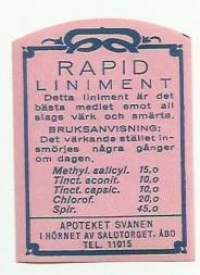 RAPID
LINIMENT
Detta liniment är det
bästa medlet emot all
slags värk och smärta.
BRUKSANVISNING:
Det värkande stället in-
smörjes några gånger
om dagen.
Methyl. salicyl. 15,0
Tinct. aconit. 10,0
Tinct. capsic. 10,0
Chlorof. 20,0
Spir. 45,0
APOTEKET SVANEN
I HÖRNET AV SALUTORGET. ÅBO
TEL. 11015